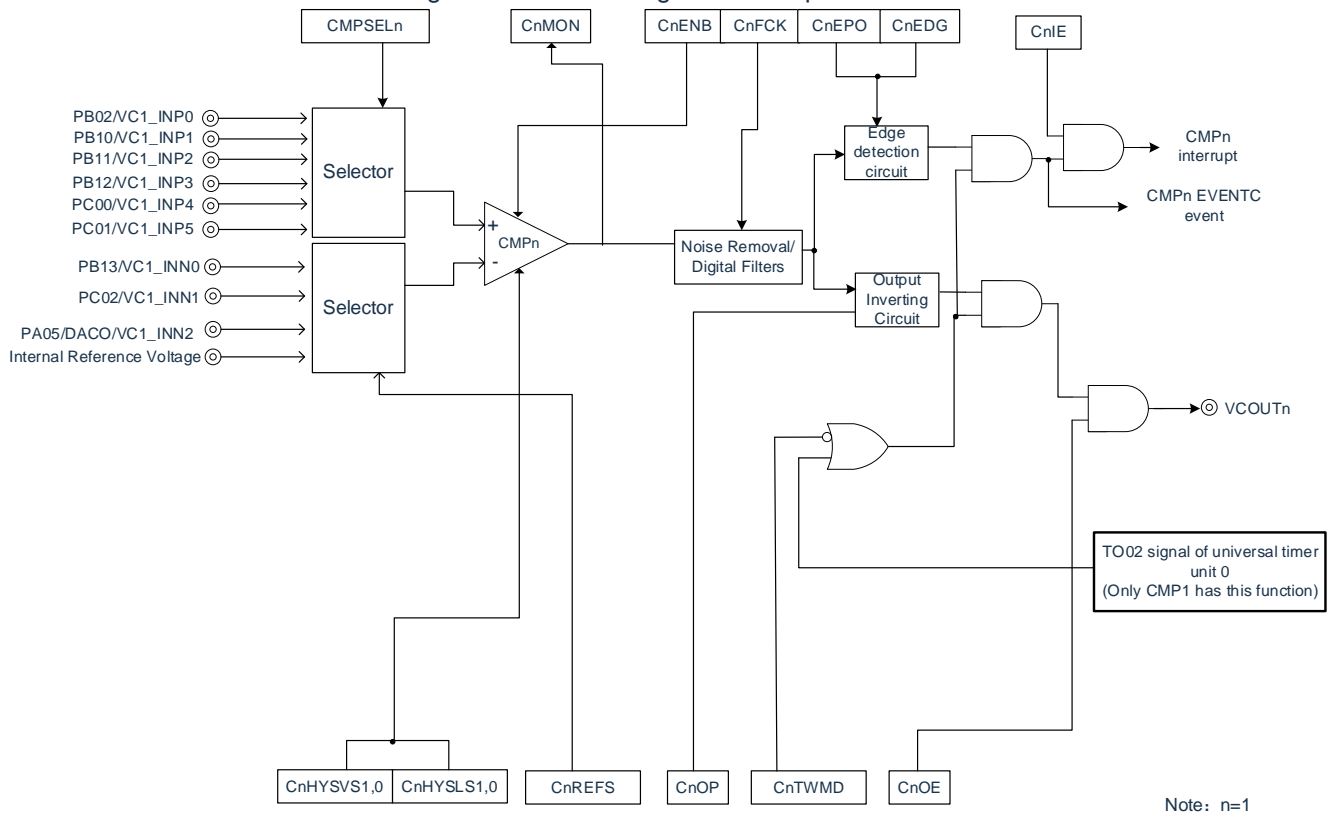 CMPSELn
CnMON
CnENB
CnFCK
CnEPO
CnEDG
CnIE
PB02/VC1_INP0
PB10/VC1_INP1
PB11/VC1_INP2
PB12/VC1_INP3
PC00/VC1_INP4
PC01/VC1_INP5
Selector
PB13/VC1_INN0
PC02/VC1_INN1
PA05/DACO/VC1_INN2
Internal Reference Voltage
Selector
+
CMPn
-
Noise Removal/
Digital Filters
Edge
detection
circuit
Output
Inverting
Circuit
CMPn
interrupt
CMPn EVENTC
event
VCOUTn
TO02 signal of universal timer
unit 0
(Only CMP1 has this function)
CnHYSVS1,0
CnHYSLS1,0
CnREFS
CnOP
CnTWMD
CnOE
Note: n=1